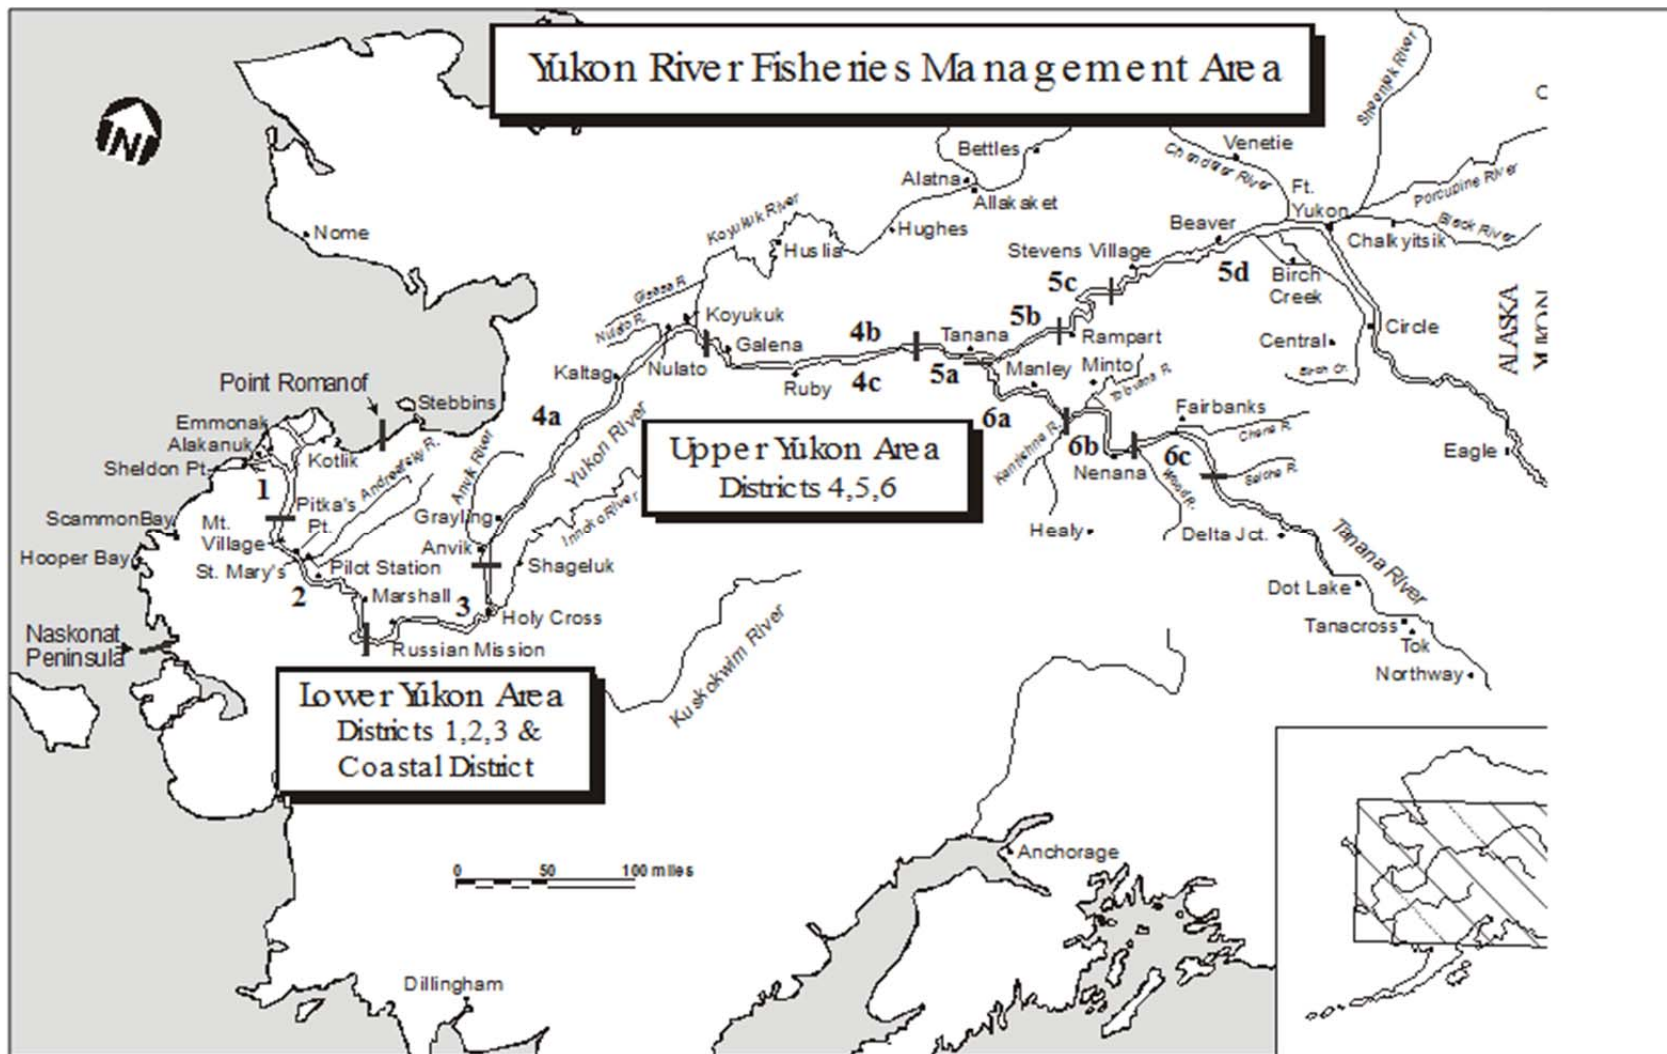 Yukon River Fisheries Management Area
N
Sheenjek River
C
Bettles
Venetie
Chandalar River
Alatna
Allakaket
Ft.
Yukon
Porcupine River
Black River
Koyukuk River
Hughes
Beaver
Chalkyitsik
Nome
Huslia
Stevens Village
5d
Birch
Creek
5c
Gisasa R.
Nulato R.
Koyukuk
Galena
4b
Tanana
5b
Rampart
Circle
Central
ALASKA
YUKON
Kaltag
Nulato
Ruby
4c
5a
Manley
Minto
Tolovana R.
Birch Cr.
Point Romanof
Stebbins
Emmonak
Alakanuk
Sheldon Pt.
Kotlik
4a
Yukon River
6a
Fairbanks
Chena R.
Upper Yukon Area
Districts 4,5,6
Kantishna R.
6b
Nenana
6c
Salcha R.
Wood R.
Eagle
1
Andreafsky R.
Anvik River
Pitka's
Pt.
Grayling
Innoko River
Scammon Bay
Mt.
Village
Hooper Bay
St. Mary's
Pilot Station
Anvik
Shageluk
Healy
Delta Jct.
Tanana River
2
Marshall
3
Holy Cross
Dot Lake
Naskonat
Peninsula
Russian Mission
Kuskokwim River
Tanacross
Tok
Northway
Lower Yukon Area
Districts 1,2,3 &
Coastal District
0 50 100 miles
Anchorage
Dillingham